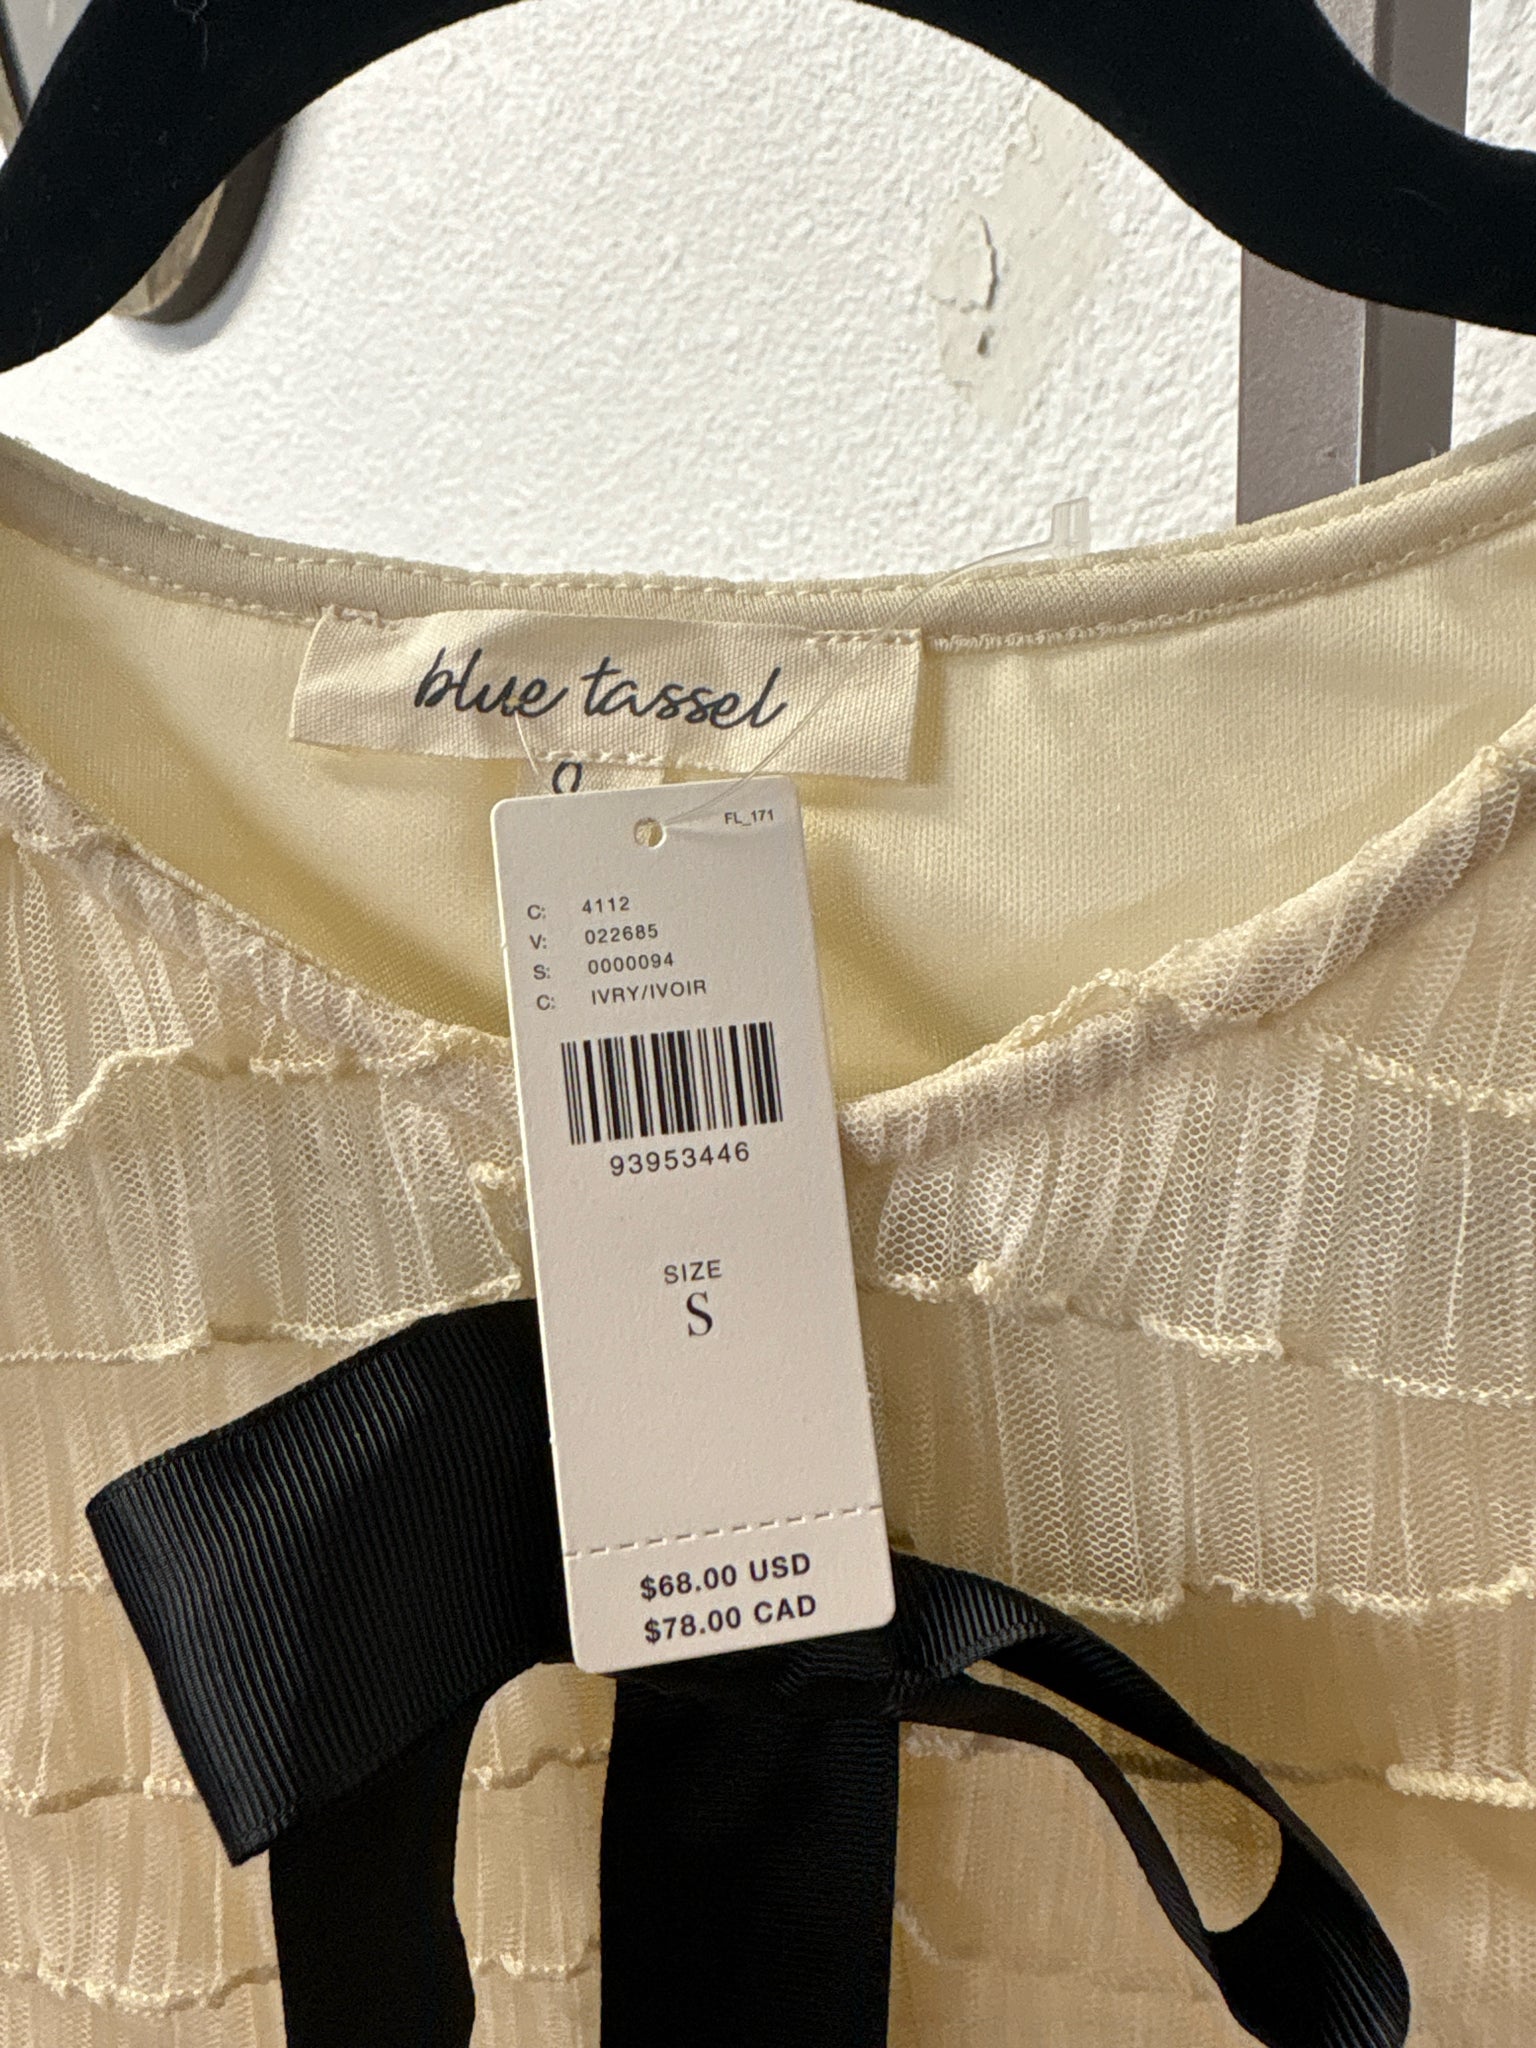 blue tassel
FL_171
C: 4112
V: 022685
S: 0000094
C: IVRY/IVOIR
93953446
SIZE
S
$68.00 USD
$78.00 CAD